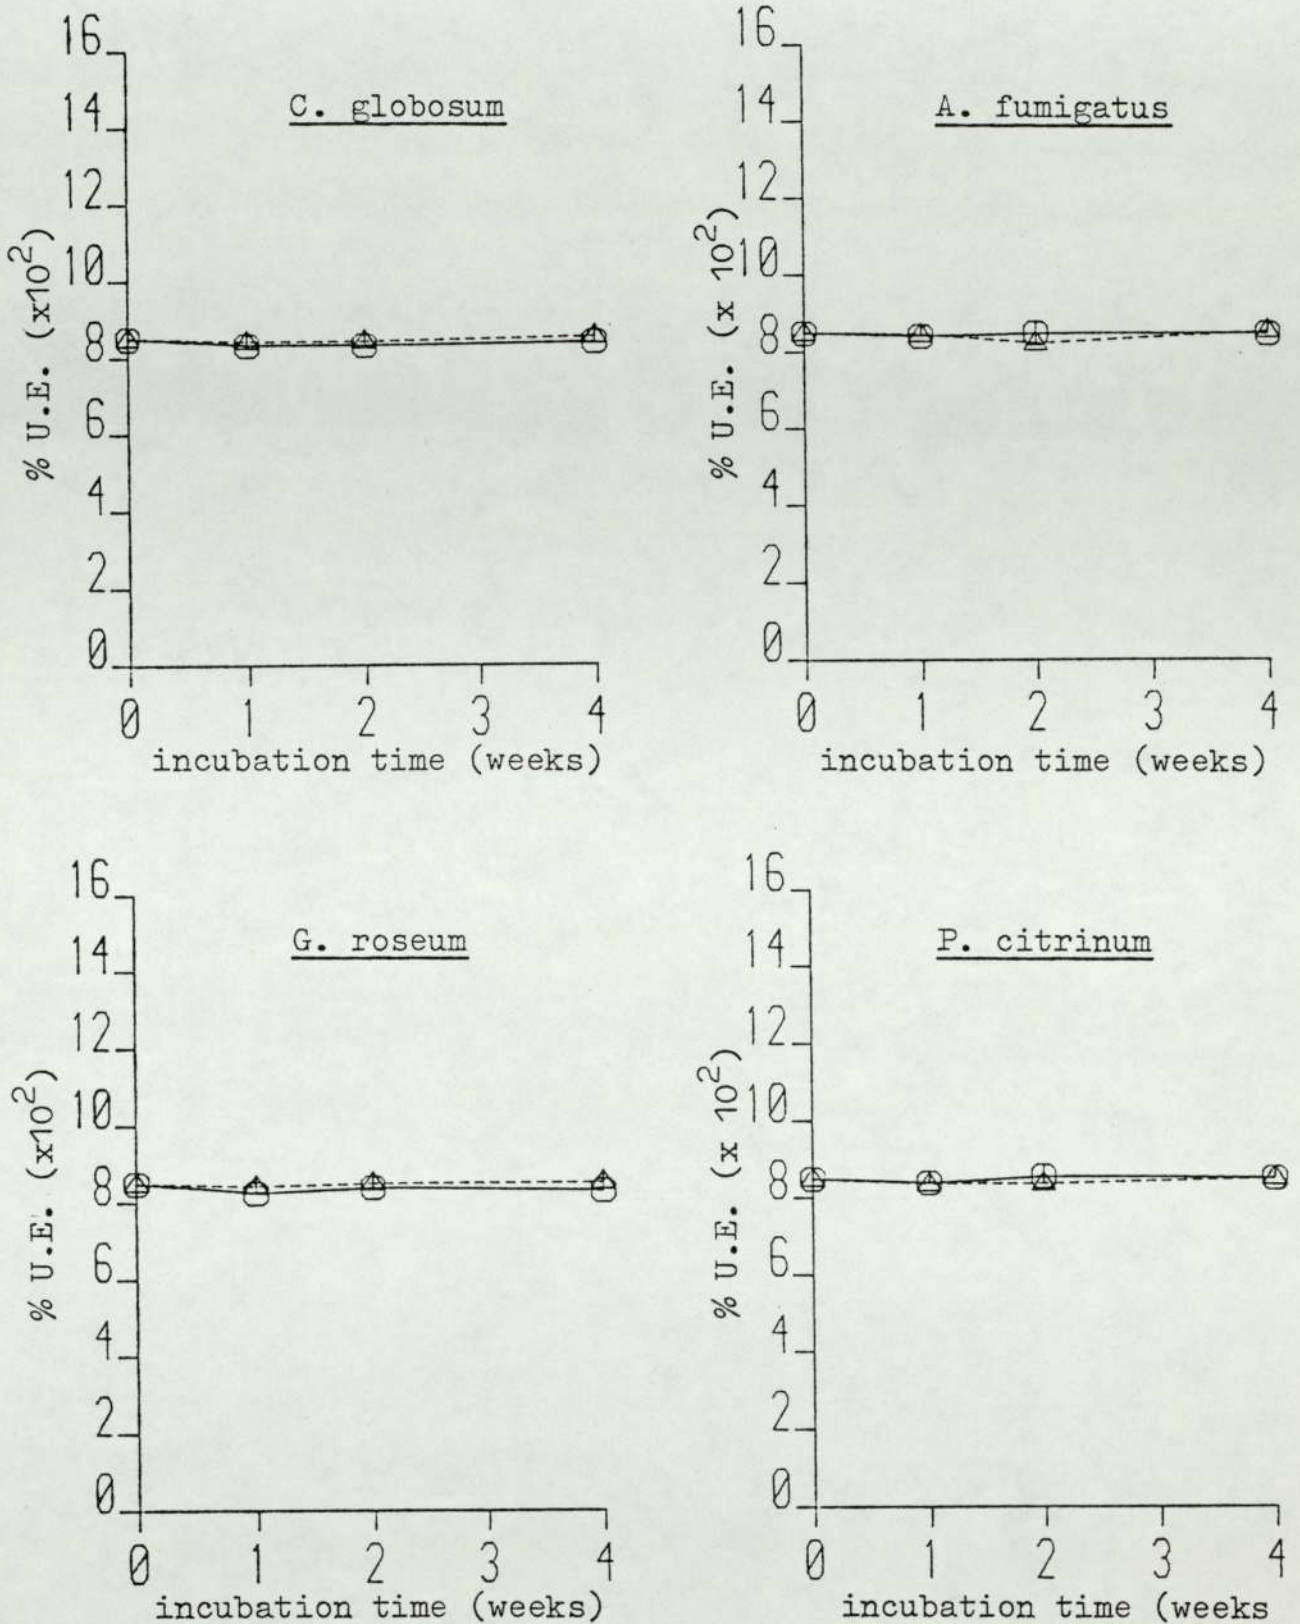 C. globosum
% U.E. (x10²)
16
14
12
10
8
6
4
2
0
0 1 2 3 4
incubation time (weeks)
A. fumigatus
% U.E. (x 10²)
16
14
12
10
8
6
4
2
0
0 1 2 3 4
incubation time (weeks)
G. roseum
% U.E. (x10²)
16
14
12
10
8
6
4
2
0
0 1 2 3 4
incubation time (weeks)
P. citrinum
% U.E. (x 10²)
16
14
12
10
8
6
4
2
0
0 1 2 3 4
incubation time (weeks